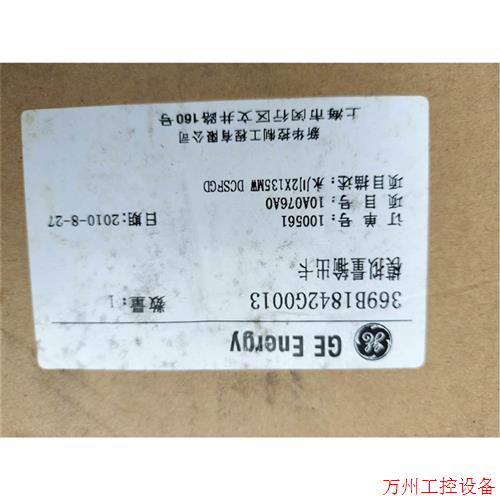 GE Energy
369B1842G0013 数量:1
模拟量输出卡
订 单 号: 100561 日期:2010-8-27
项 目 号: 10A076A0
项目描述: 永川2X135MW DCSFGD
新华控制工程有限公司
上海市闵行区文井路160号
万州工控设备